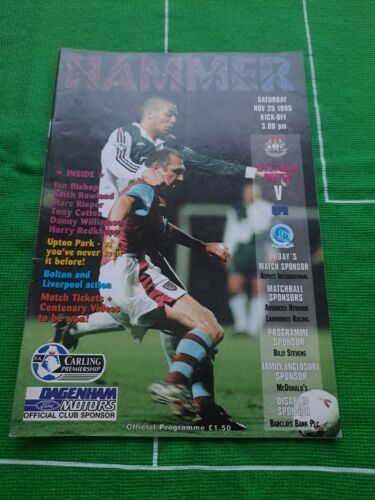 HAMMER
SATURDAY
NOV 25 1995
KICK-OFF
3.00 pm
* INSIDE *
Ian Bishop
Keith Rowland
Marc Rieper
Tony Cottee
Danny Williamson
Harry Redknapp
Upton Park - as
you've never seen
it before!
Bolton and
Liverpool action
Match Tickets +
Centenary Videos
to be won!
WEST HAM
UNITED
V
QPR
TODAY'S
MATCH SPONSOR
ASPECT INTERNATIONAL
MATCHBALL
SPONSORS
ADVANCED REMOVALS
LADBROKES RACING
PROGRAMME
SPONSOR
BILLY STEVENS
FAMILY ENCLOSURE
SPONSOR
MCDONALD'S
DISABLED
SPONSOR
BARCLAYS BANK PLC
F.A.
CARLING
PREMIERSHIP
DAGENHAM
Ford
MOTORS
OFFICIAL CLUB SPONSOR
Official Programme £1.50